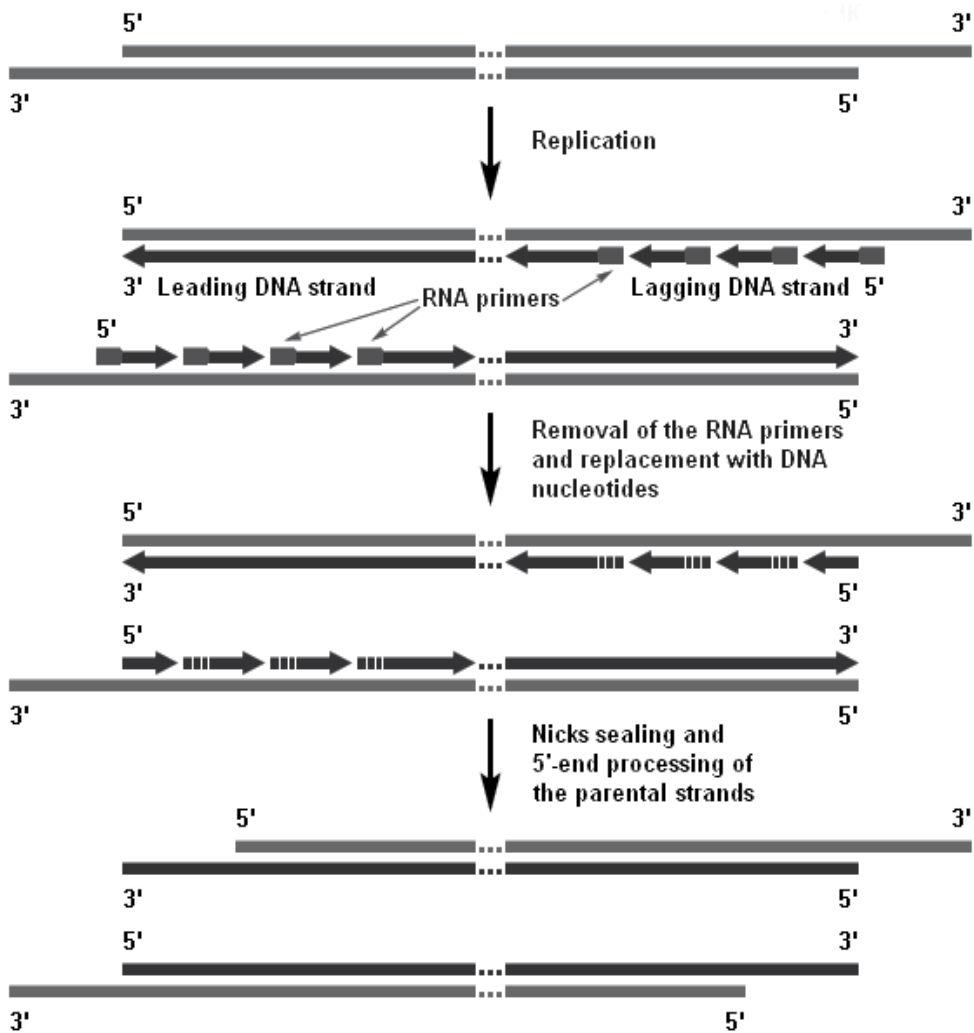 5' 3'
3' 5'
Replication
5' 3'
3' Leading DNA strand RNA primers Lagging DNA strand 5'
5' 3'
3' 5'
Removal of the RNA primers
and replacement with DNA
nucleotides
5' 3'
3' 5'
5' 3'
3' 5'
Nicks sealing and
5'-end processing of
the parental strands
5' 3'
3' 5'
5' 3'
3' 5'